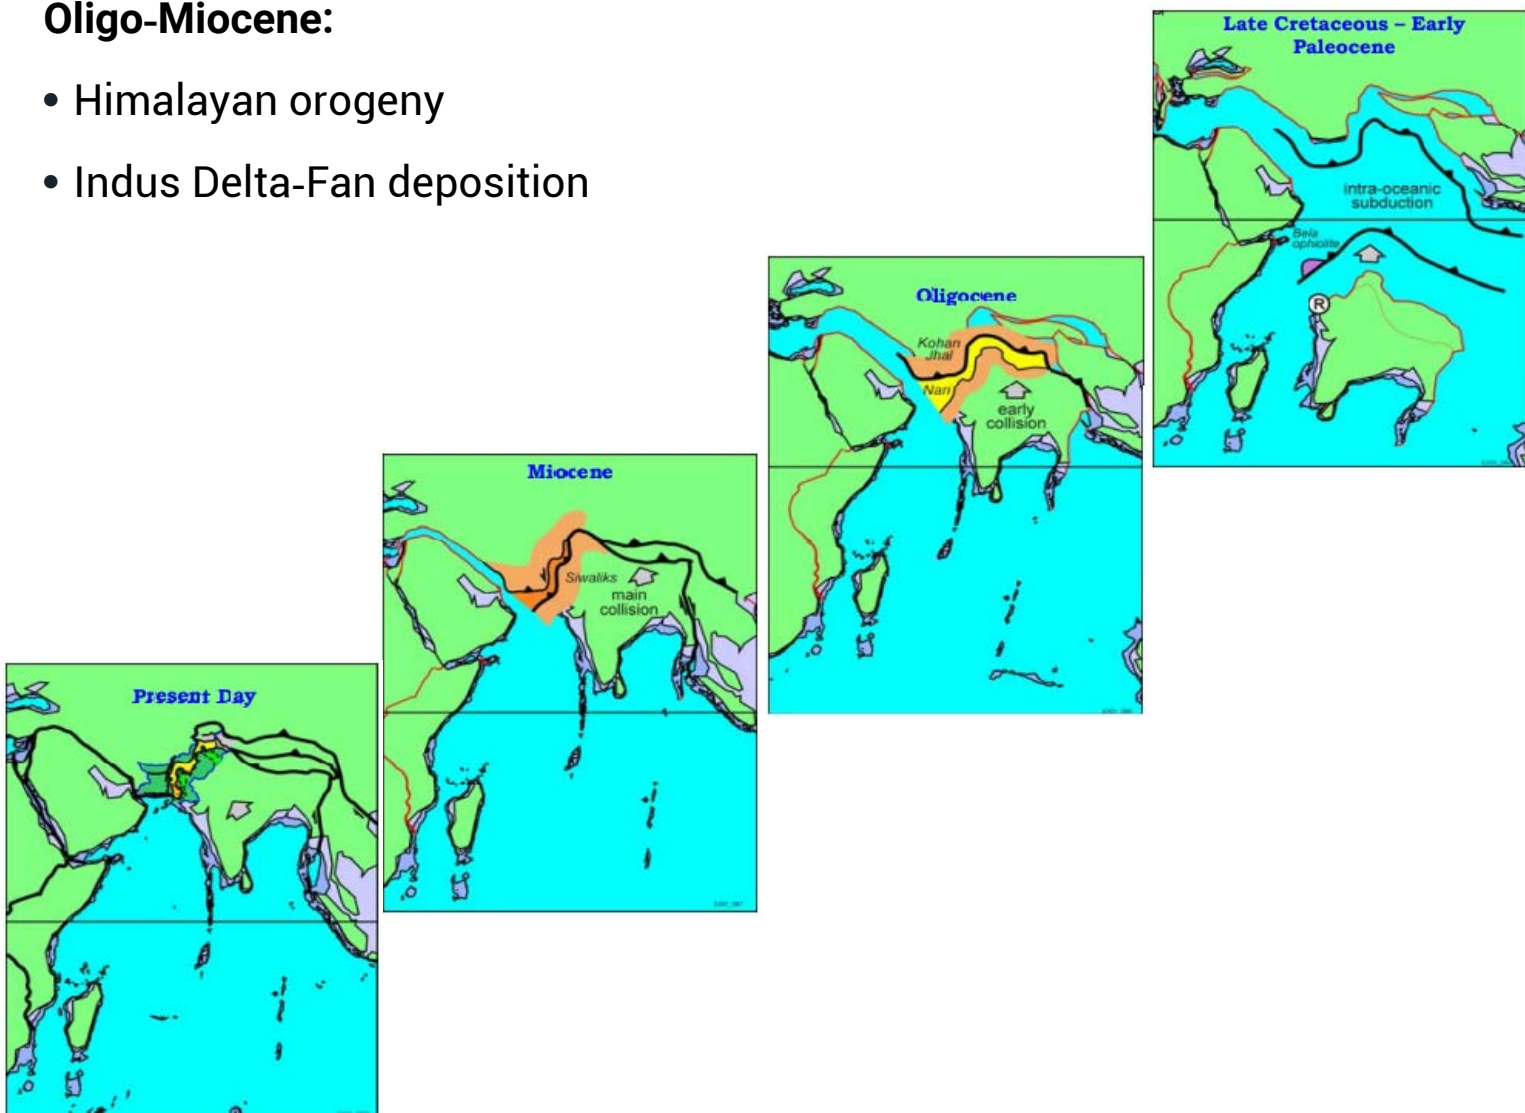 Oligo-Miocene:
• Himalayan orogeny
• Indus Delta-Fan deposition
Late Cretaceous – Early
Paleocene
intra-oceanic
subduction
Bela
ophiolite
R
Oligocene
Kohan
Jhal
Nari
early
collision
Miocene
Siwaliks
main
collision
Present Day